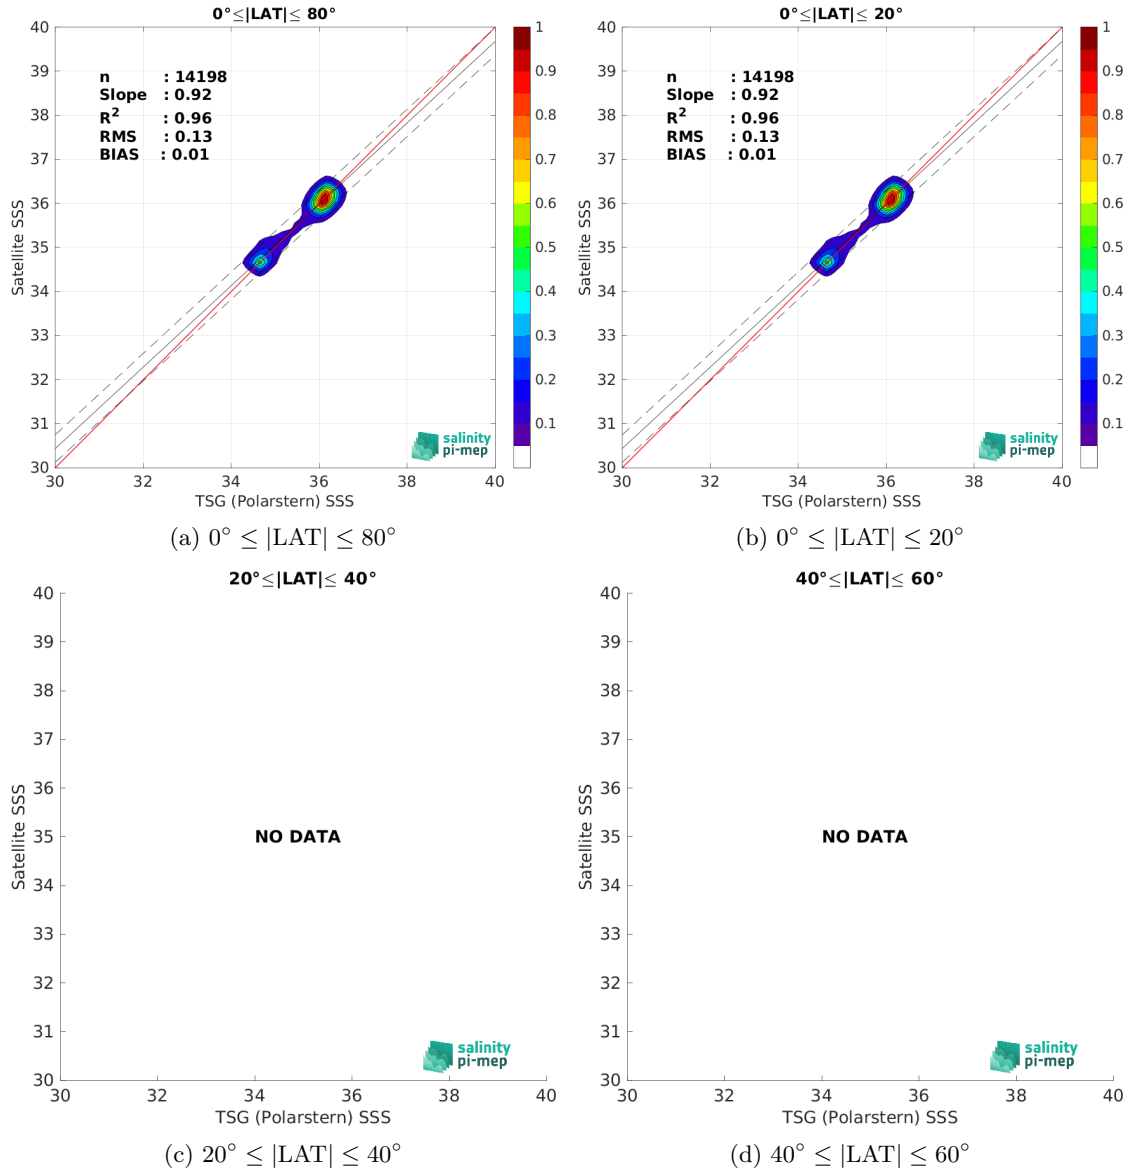 0°≤|LAT|≤ 80°
40
39
38
37
36
35
34
33
32
31
30
Satellite SSS
n : 14198
Slope : 0.92
R² : 0.96
RMS : 0.13
BIAS : 0.01
salinity
pi-mep
30 32 34 36 38 40
TSG (Polarstern) SSS
1
0.9
0.8
0.7
0.6
0.5
0.4
0.3
0.2
0.1
(a) 0° ≤ |LAT| ≤ 80°
0°≤|LAT|≤ 20°
40
39
38
37
36
35
34
33
32
31
30
Satellite SSS
n : 14198
Slope : 0.92
R² : 0.96
RMS : 0.13
BIAS : 0.01
salinity
pi-mep
30 32 34 36 38 40
TSG (Polarstern) SSS
1
0.9
0.8
0.7
0.6
0.5
0.4
0.3
0.2
0.1
(b) 0° ≤ |LAT| ≤ 20°
20°≤|LAT|≤ 40°
40
39
38
37
36
35
34
33
32
31
30
Satellite SSS
NO DATA
salinity
pi-mep
30 32 34 36 38 40
TSG (Polarstern) SSS
(c) 20° ≤ |LAT| ≤ 40°
40°≤|LAT|≤ 60°
40
39
38
37
36
35
34
33
32
31
30
Satellite SSS
NO DATA
salinity
pi-mep
30 32 34 36 38 40
TSG (Polarstern) SSS
(d) 40° ≤ |LAT| ≤ 60°